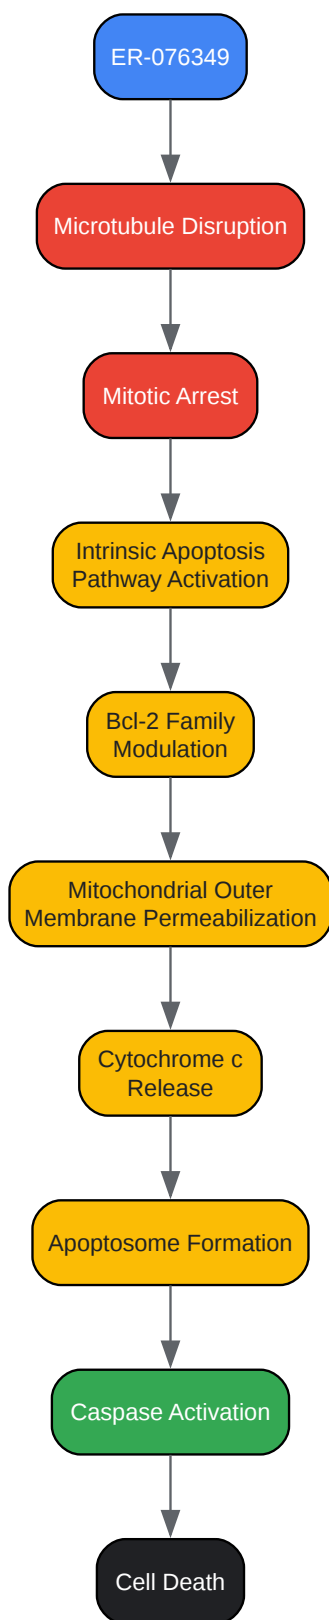 ER-076349
Microtubule Disruption
Mitotic Arrest
Intrinsic Apoptosis
Pathway Activation
Bcl-2 Family
Modulation
Mitochondrial Outer
Membrane Permeabilization
Cytochrome c
Release
Apoptosome Formation
Caspase Activation
Cell Death